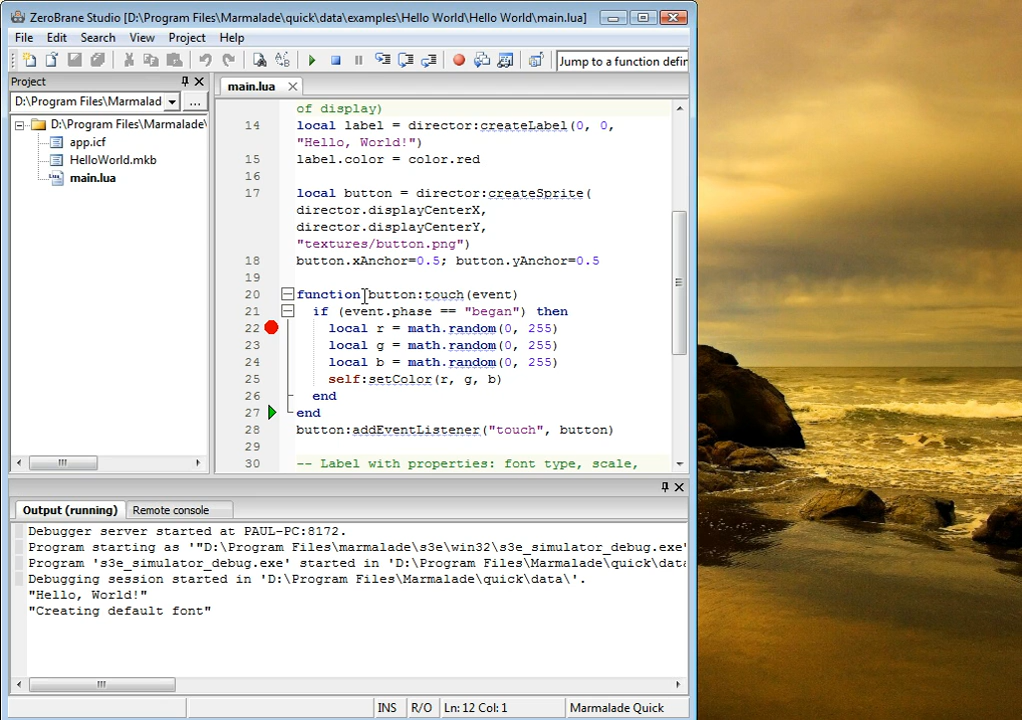 ZeroBrane Studio [D:\Program Files\Marmalade\quick\data\examples\Hello World\Hello World\main.lua]
File Edit Search View Project Help
Jump to a function defin
Project
D:\Program Files\Marmalad
...
D:\Program Files\Marmalade\
app.icf
HelloWorld.mkb
main.lua
main.lua
of display)
14 local label = director:createLabel(0, 0,
"Hello, World!")
15 label.color = color.red
16
17 local button = director:createSprite(
director.displayCenterX,
director.displayCenterY,
"textures/button.png")
18 button.xAnchor=0.5; button.yAnchor=0.5
19
20 function button:touch(event)
21 if (event.phase == "began") then
22 local r = math.random(0, 255)
23 local g = math.random(0, 255)
24 local b = math.random(0, 255)
25 self:setColor(r, g, b)
26 end
27 end
28 button:addEventListener("touch", button)
29
30 -- Label with properties: font type, scale,
Output (running) Remote console
Debugger server started at PAUL-PC:8172.
Program starting as '"D:\Program Files\marmalade\s3e\win32\s3e_simulator_debug.exe"
Program 's3e_simulator_debug.exe' started in 'D:\Program Files\Marmalade\quick\data
Debugging session started in 'D:\Program Files\Marmalade\quick\data\'.
"Hello, World!"
"Creating default font"
INS R/O Ln: 12 Col: 1 Marmalade Quick